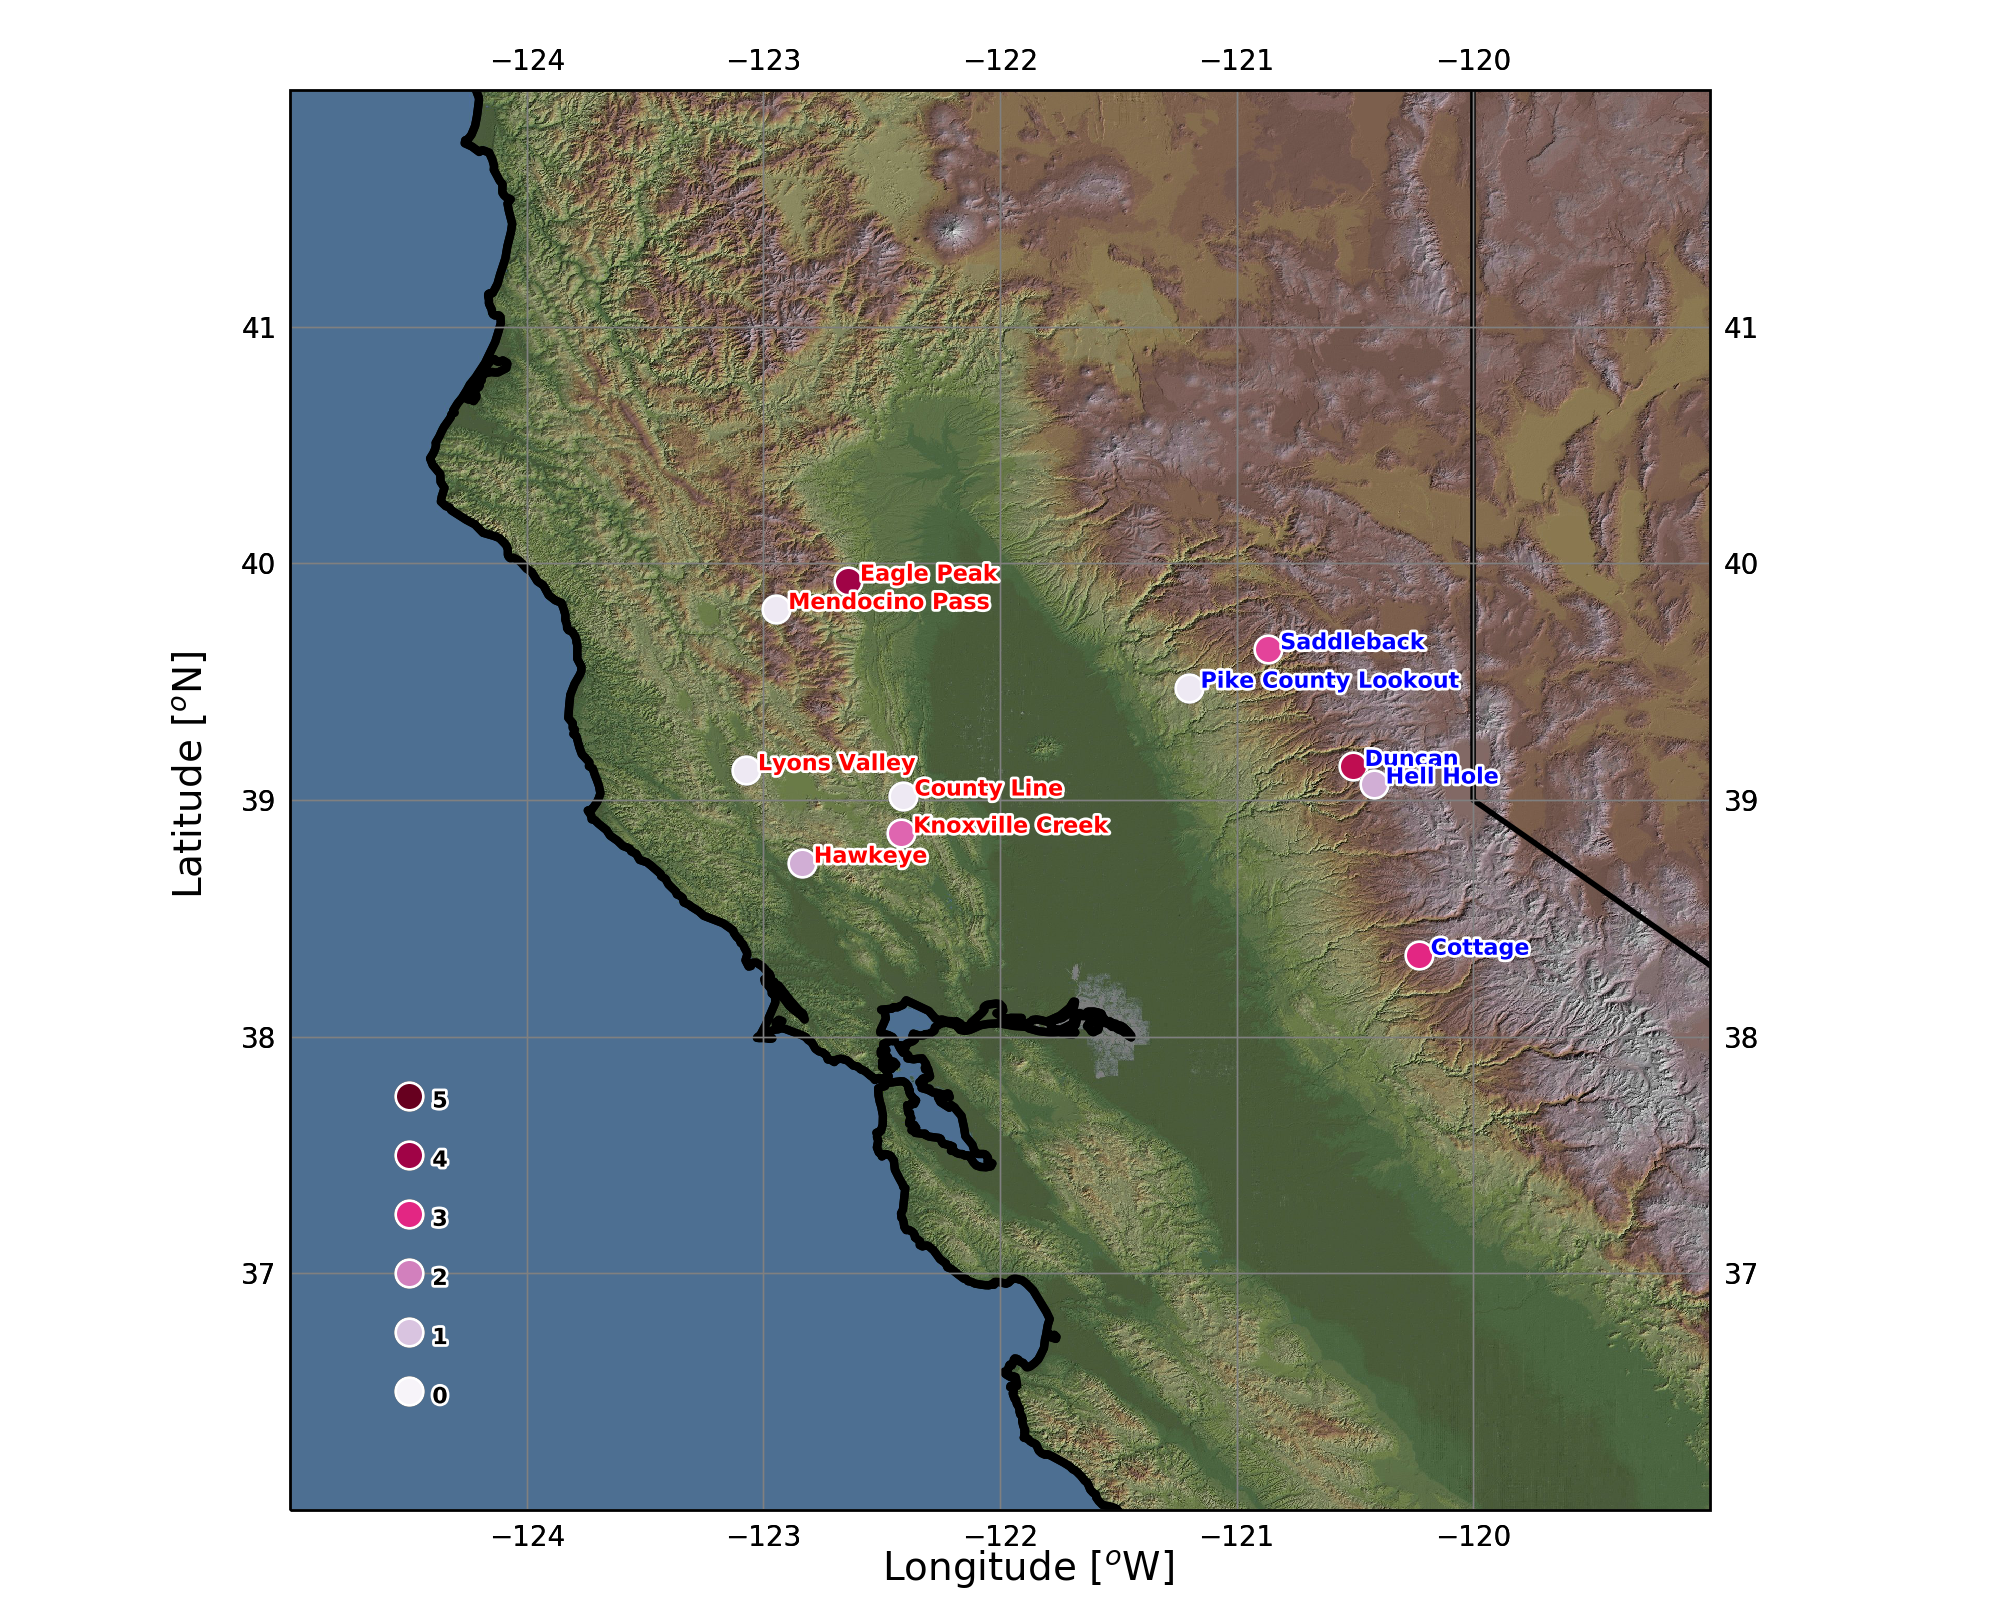 −124 −123 −122 −121 −120
41 41
40 40
39 39
38 38
37 37
Eagle Peak
Mendocino Pass
Saddleback
Pike County Lookout
Lyons Valley
Duncan
Hell Hole
County Line
Knoxville Creek
Hawkeye
Cottage
5
4
3
2
1
0
Latitude [°N]
−124 −123 −122 −121 −120
Longitude [°W]